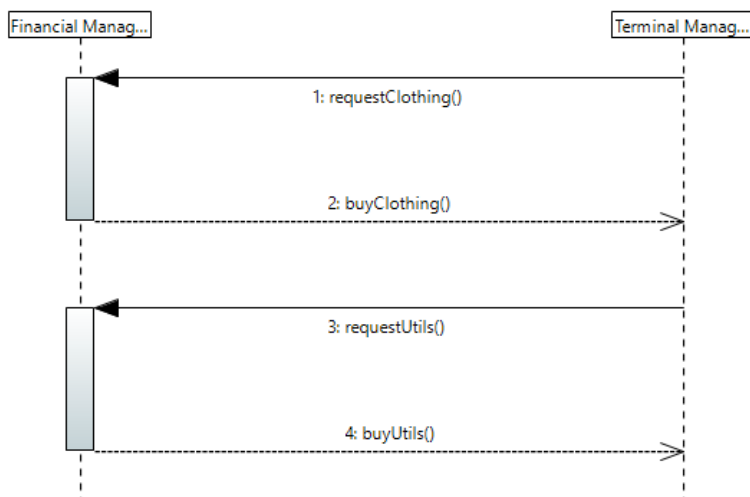 Financial Manag...
Terminal Manag...
1: requestClothing()
2: buyClothing()
3: requestUtils()
4: buyUtils()